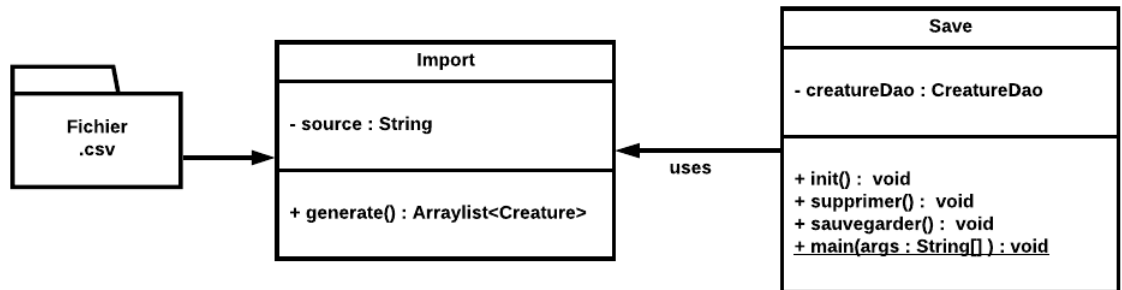 Fichier
.csv
Import
- source : String
+ generate() : Arraylist<Creature>
uses
Save
- creatureDao : CreatureDao
+ init() : void
+ supprimer() : void
+ sauvegarder() : void
+ main(args : String[] ) : void